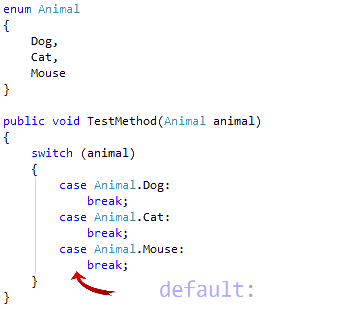 enum Animal
{
    Dog,
    Cat,
    Mouse
}
public void TestMethod(Animal animal)
{
    switch (animal)
    {
        case Animal.Dog:
            break;
        case Animal.Cat:
            break;
        case Animal.Mouse:
            break;
    }
}
default: